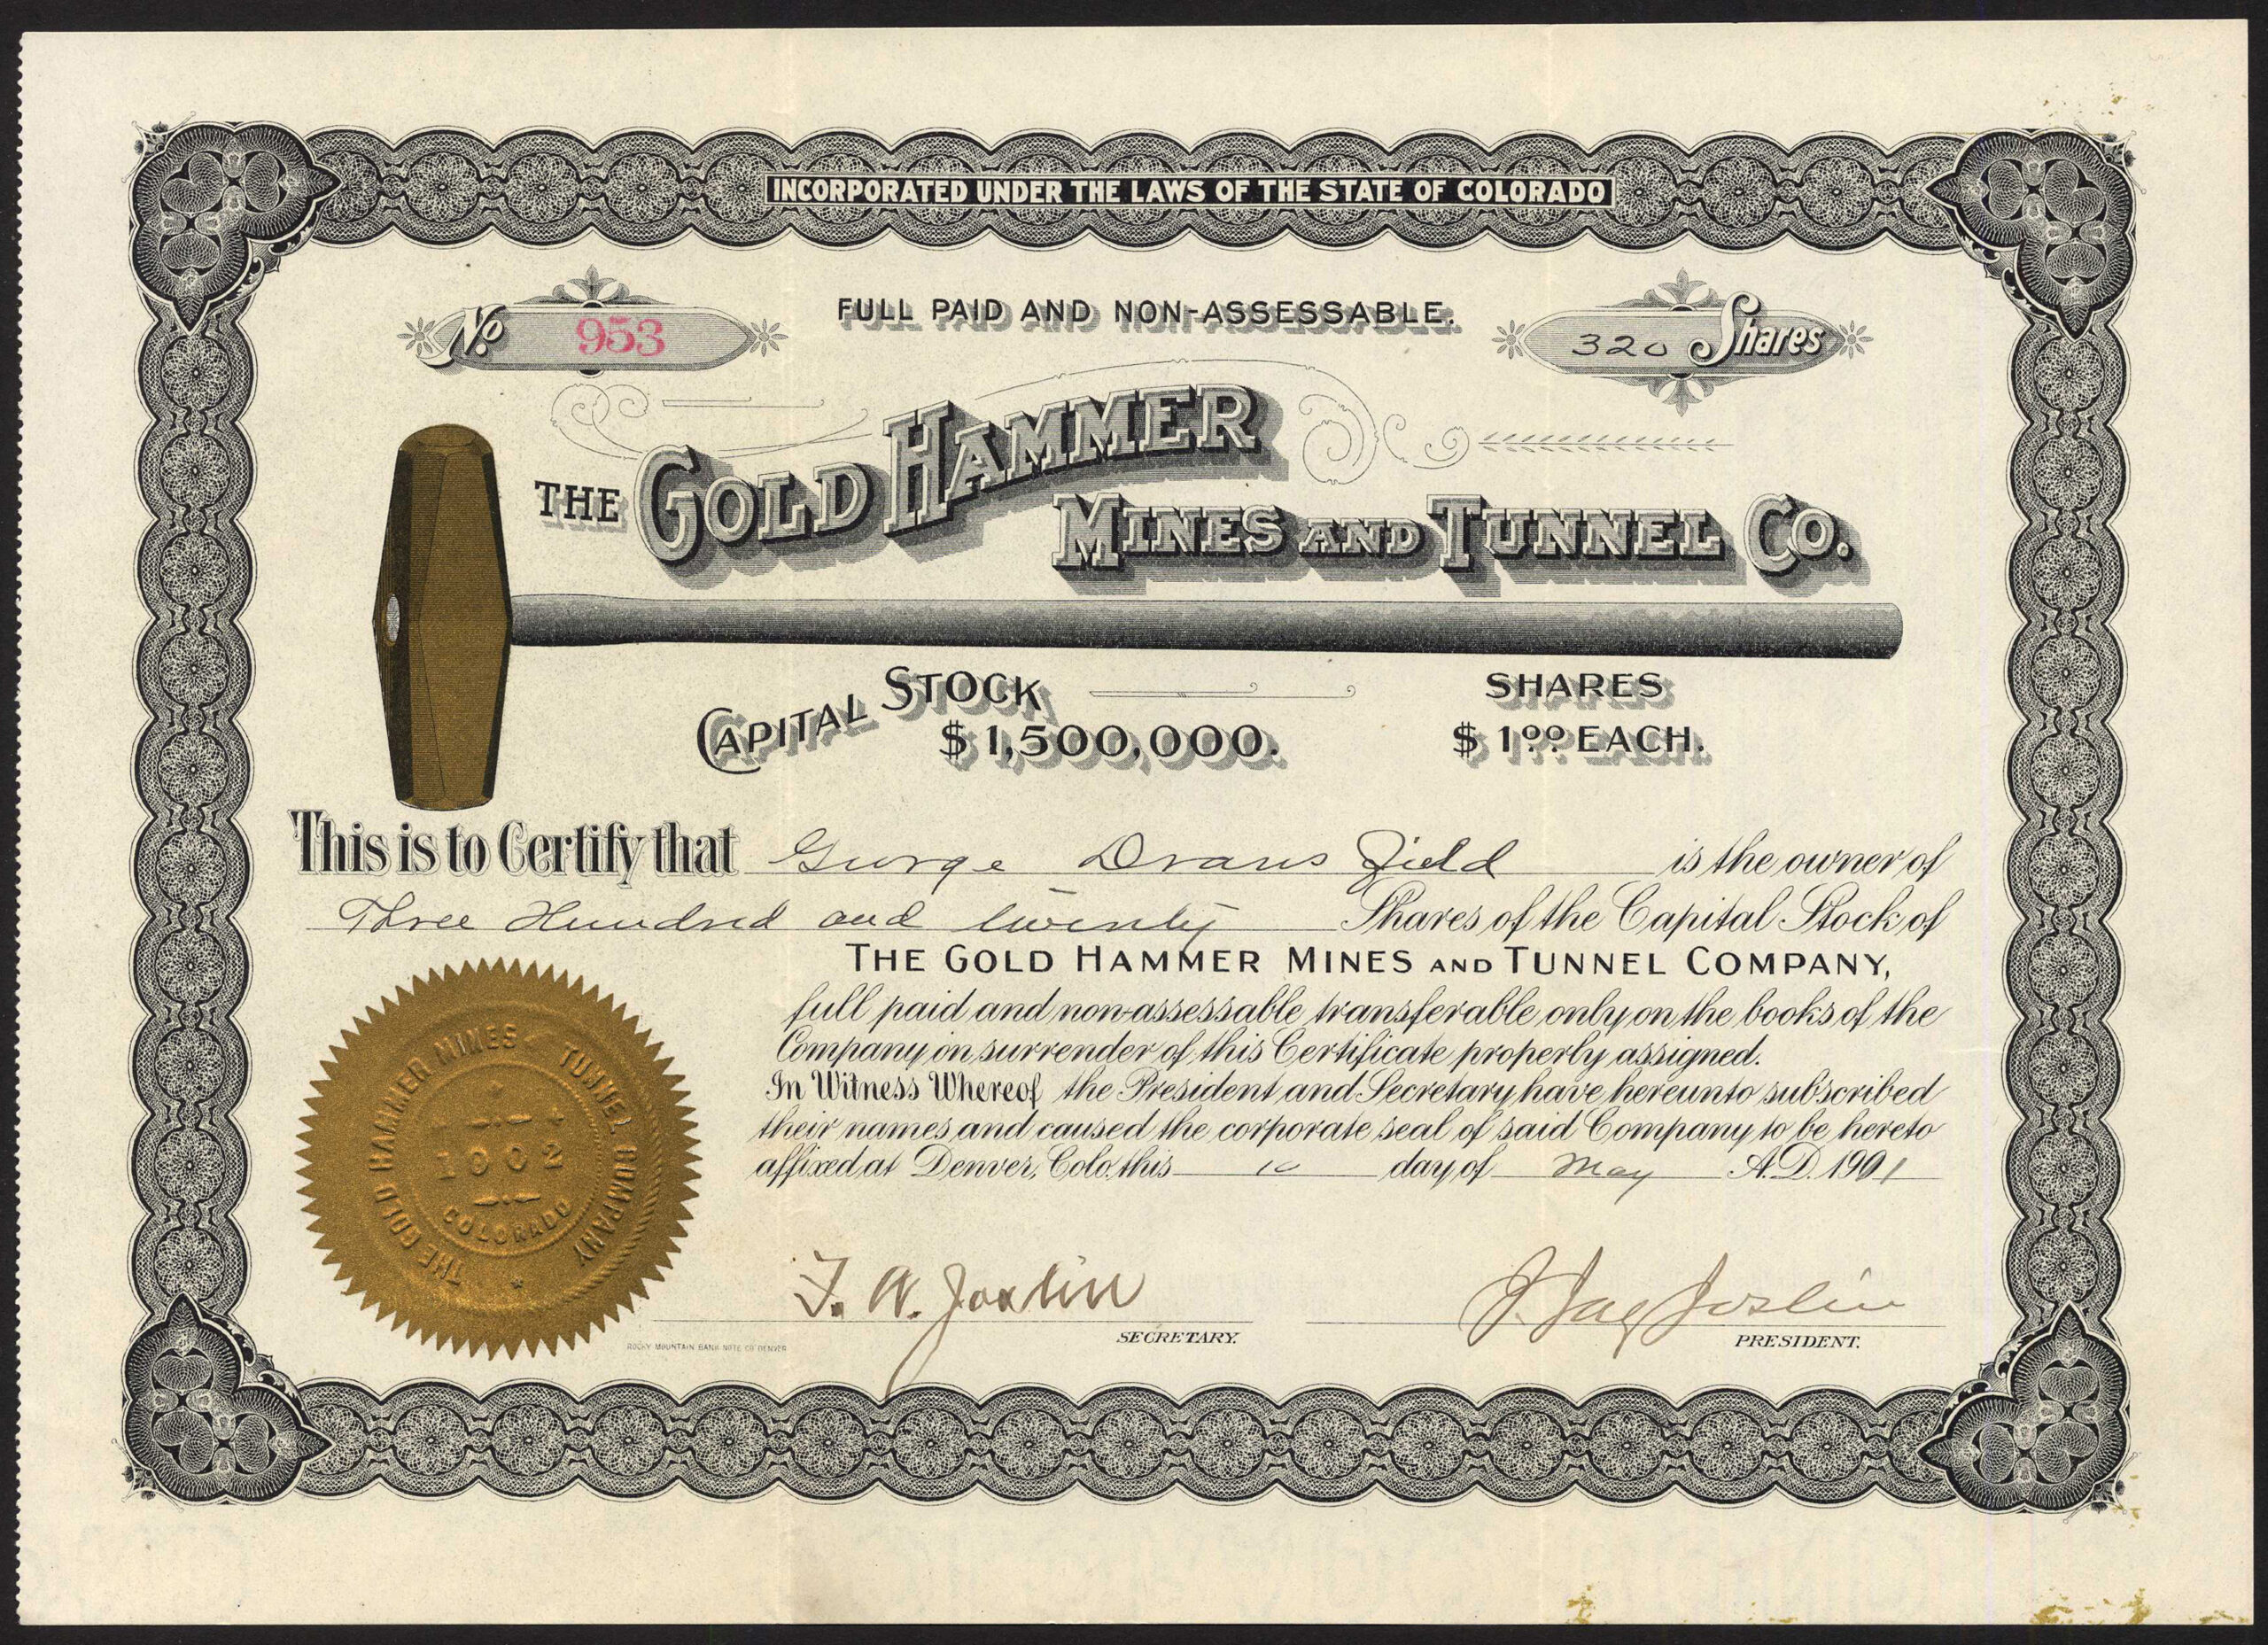 INCORPORATED UNDER THE LAWS OF THE STATE OF COLORADO
No 953
FULL PAID AND NON-ASSESSABLE.
320 Shares
THE GOLD HAMMER
MINES AND TUNNEL CO.
CAPITAL STOCK
$1,500,000.
SHARES
$1.00 EACH.
This is to Certify that George Drans Field is the owner of
Three Hundred and twenty Shares of the Capital Stock of
THE GOLD HAMMER MINES AND TUNNEL COMPANY,
full paid and non-assessable transferable only on the books of the
Company on surrender of this Certificate properly assigned.
In Witness Whereof the President and Secretary have hereunto subscribed
their names and caused the corporate seal of said Company to be hereto
affixed at Denver, Colo. this 10 day of May A.D. 1901
THE GOLD HAMMER MINES TUNNEL COMPANY
1902
COLORADO
F. W. Joslin
SECRETARY.
J. Jay Joslin
PRESIDENT.
ROCKY MOUNTAIN BANK NOTE CO DENVER